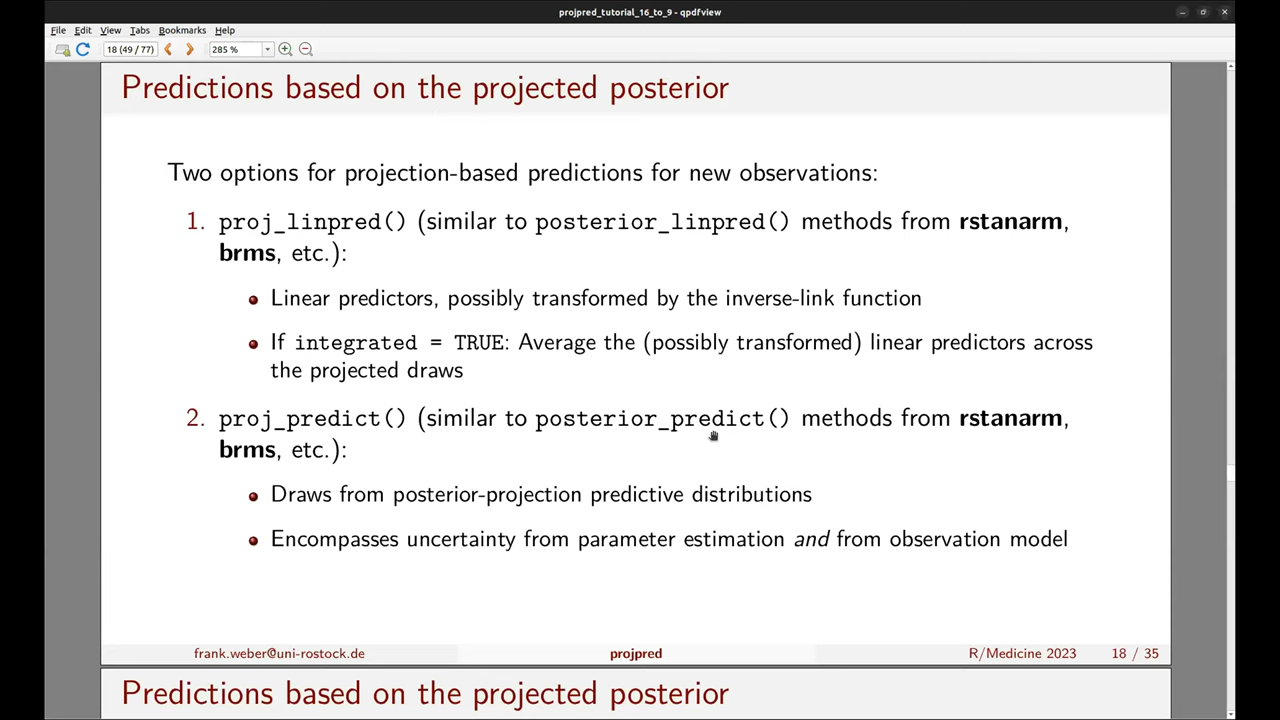 projpred_tutorial_16_to_9 - qpdfview
File Edit View Tabs Bookmarks Help
18 (49 / 77) 285 %
Predictions based on the projected posterior
Two options for projection-based predictions for new observations:
1. proj_linpred() (similar to posterior_linpred() methods from rstanarm,
brms, etc.):
Linear predictors, possibly transformed by the inverse-link function
If integrated = TRUE: Average the (possibly transformed) linear predictors across
the projected draws
2. proj_predict() (similar to posterior_predict() methods from rstanarm,
brms, etc.):
Draws from posterior-projection predictive distributions
Encompasses uncertainty from parameter estimation and from observation model
frank.weber@uni-rostock.de projpred R/Medicine 2023 18 / 35
Predictions based on the projected posterior